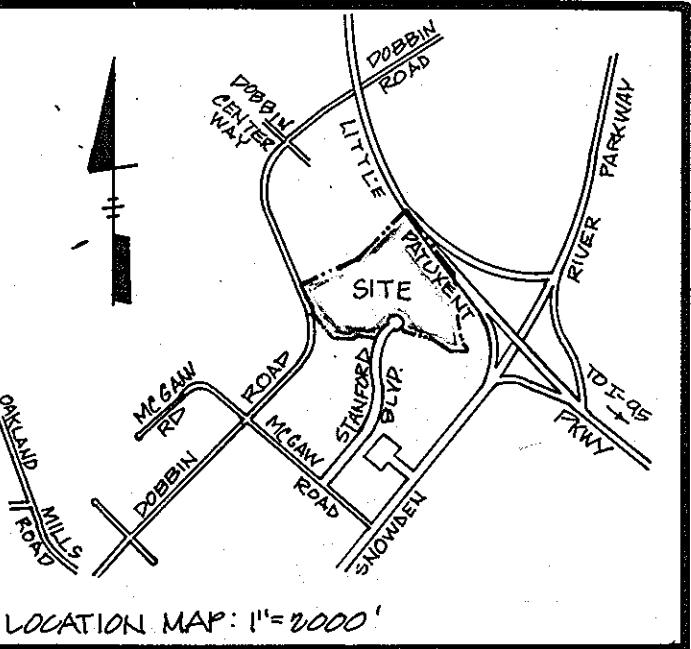 DOBBIN
ROAD
DOBBIN
CENTER
WAY
LITTLE
PATUXENT
PKWY
RIVER
PARKWAY
SITE
STANFORD
BLVD.
TO I-95
MCGAW
RD
DOBBIN
ROAD
MCGAW
ROAD
SNOWDEN
OAKLAND
MILLS
ROAD
LOCATION MAP: 1"=2000'